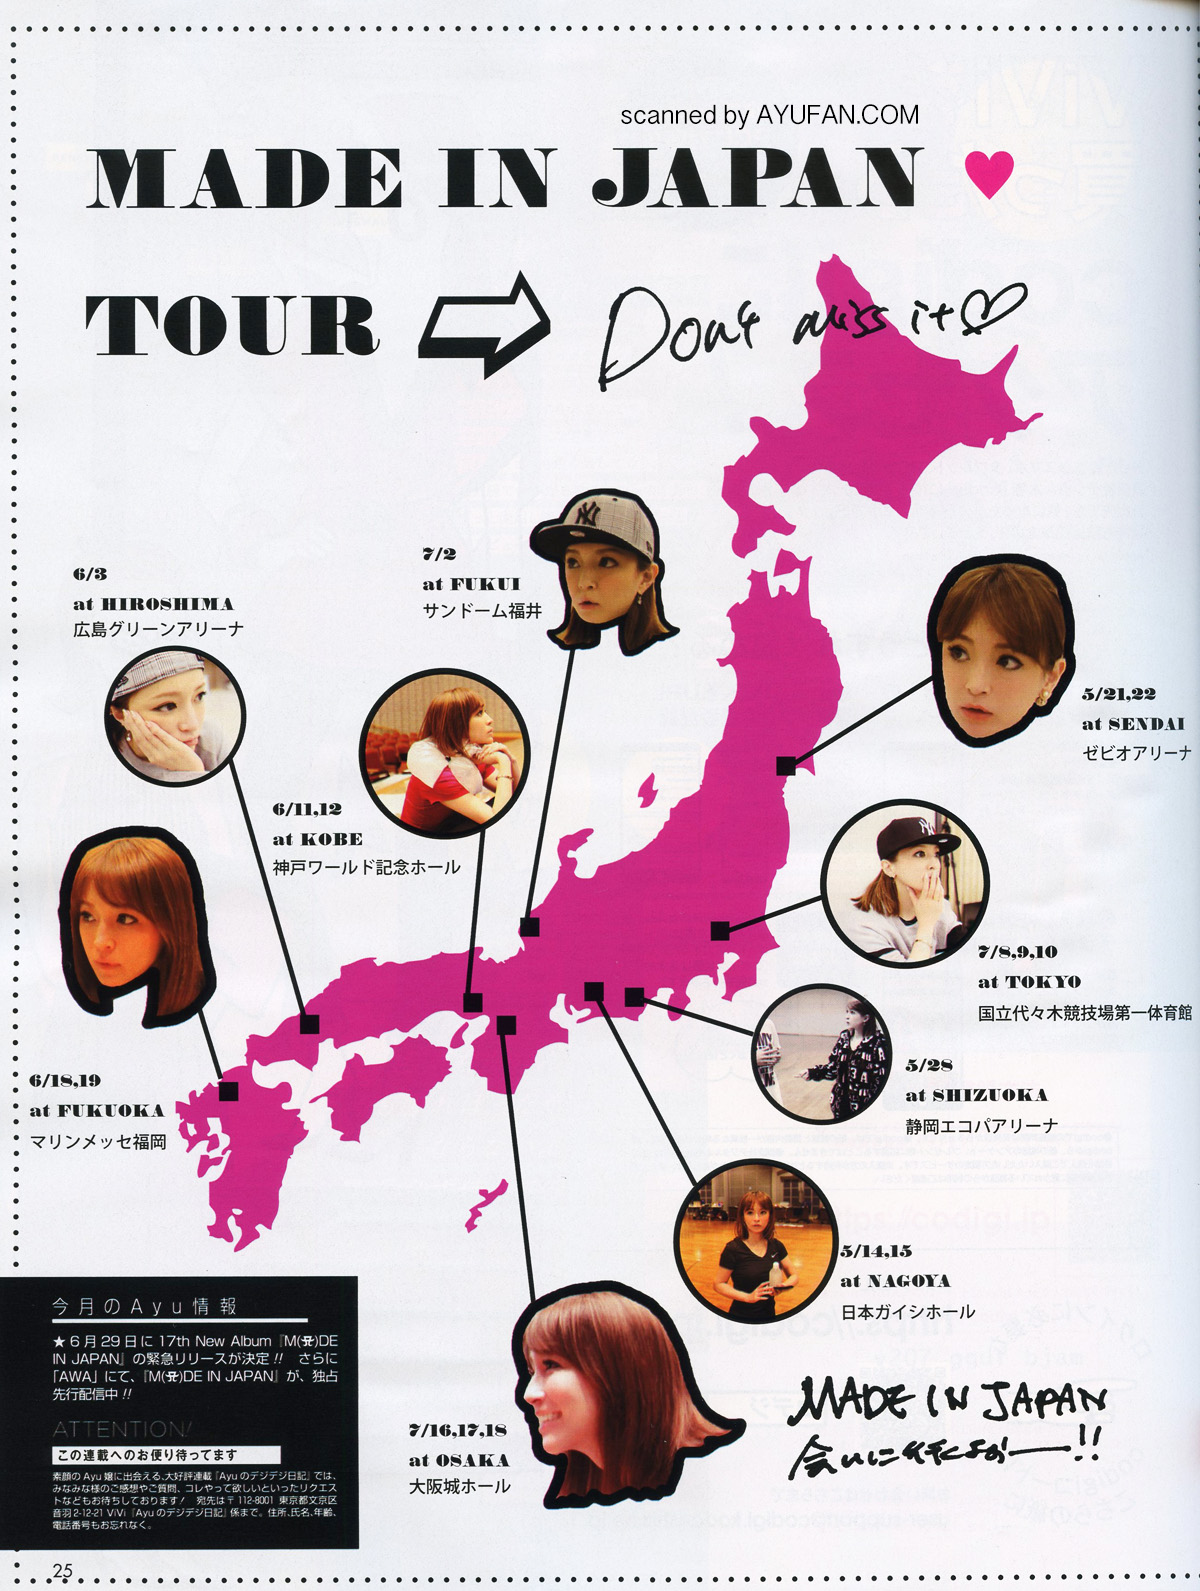 scanned by AYUFAN.COM
MADE IN JAPAN ♥
TOUR ⇨ Don't miss it♡
7/2
at FUKUI
サンドーム福井
6/3
at HIROSHIMA
広島グリーンアリーナ
5/21,22
at SENDAI
ゼビオアリーナ
6/11,12
at KOBE
神戸ワールド記念ホール
7/8,9,10
at TOKYO
国立代々木競技場第一体育館
5/28
at SHIZUOKA
静岡エコパアリーナ
6/18,19
at FUKUOKA
マリンメッセ福岡
5/14,15
at NAGOYA
日本ガイシホール
7/16,17,18
at OSAKA
大阪城ホール
MADE IN JAPAN
会いに行くよぉー!!
今月のAyu情報
★6月29日に17th New Album『M(A)DE
IN JAPAN』の緊急リリースが決定!! さらに
「AWA」にて、『M(A)DE IN JAPAN』が、独占
先行配信中!!
ATTENTION!
この連載へのお便り待ってます
素顔のAyu嬢に出会える、大好評連載『Ayuのデジデジ日記』では、
みなみな様のご感想やご質問、コレやって欲しいといったリクエス
トなどもお待ちしております! 宛先は〒112-8001 東京都文京区
音羽2-12-21 ViVi『Ayuのデジデジ日記』係まで。住所、氏名、年齢、
電話番号もお忘れなく。
25